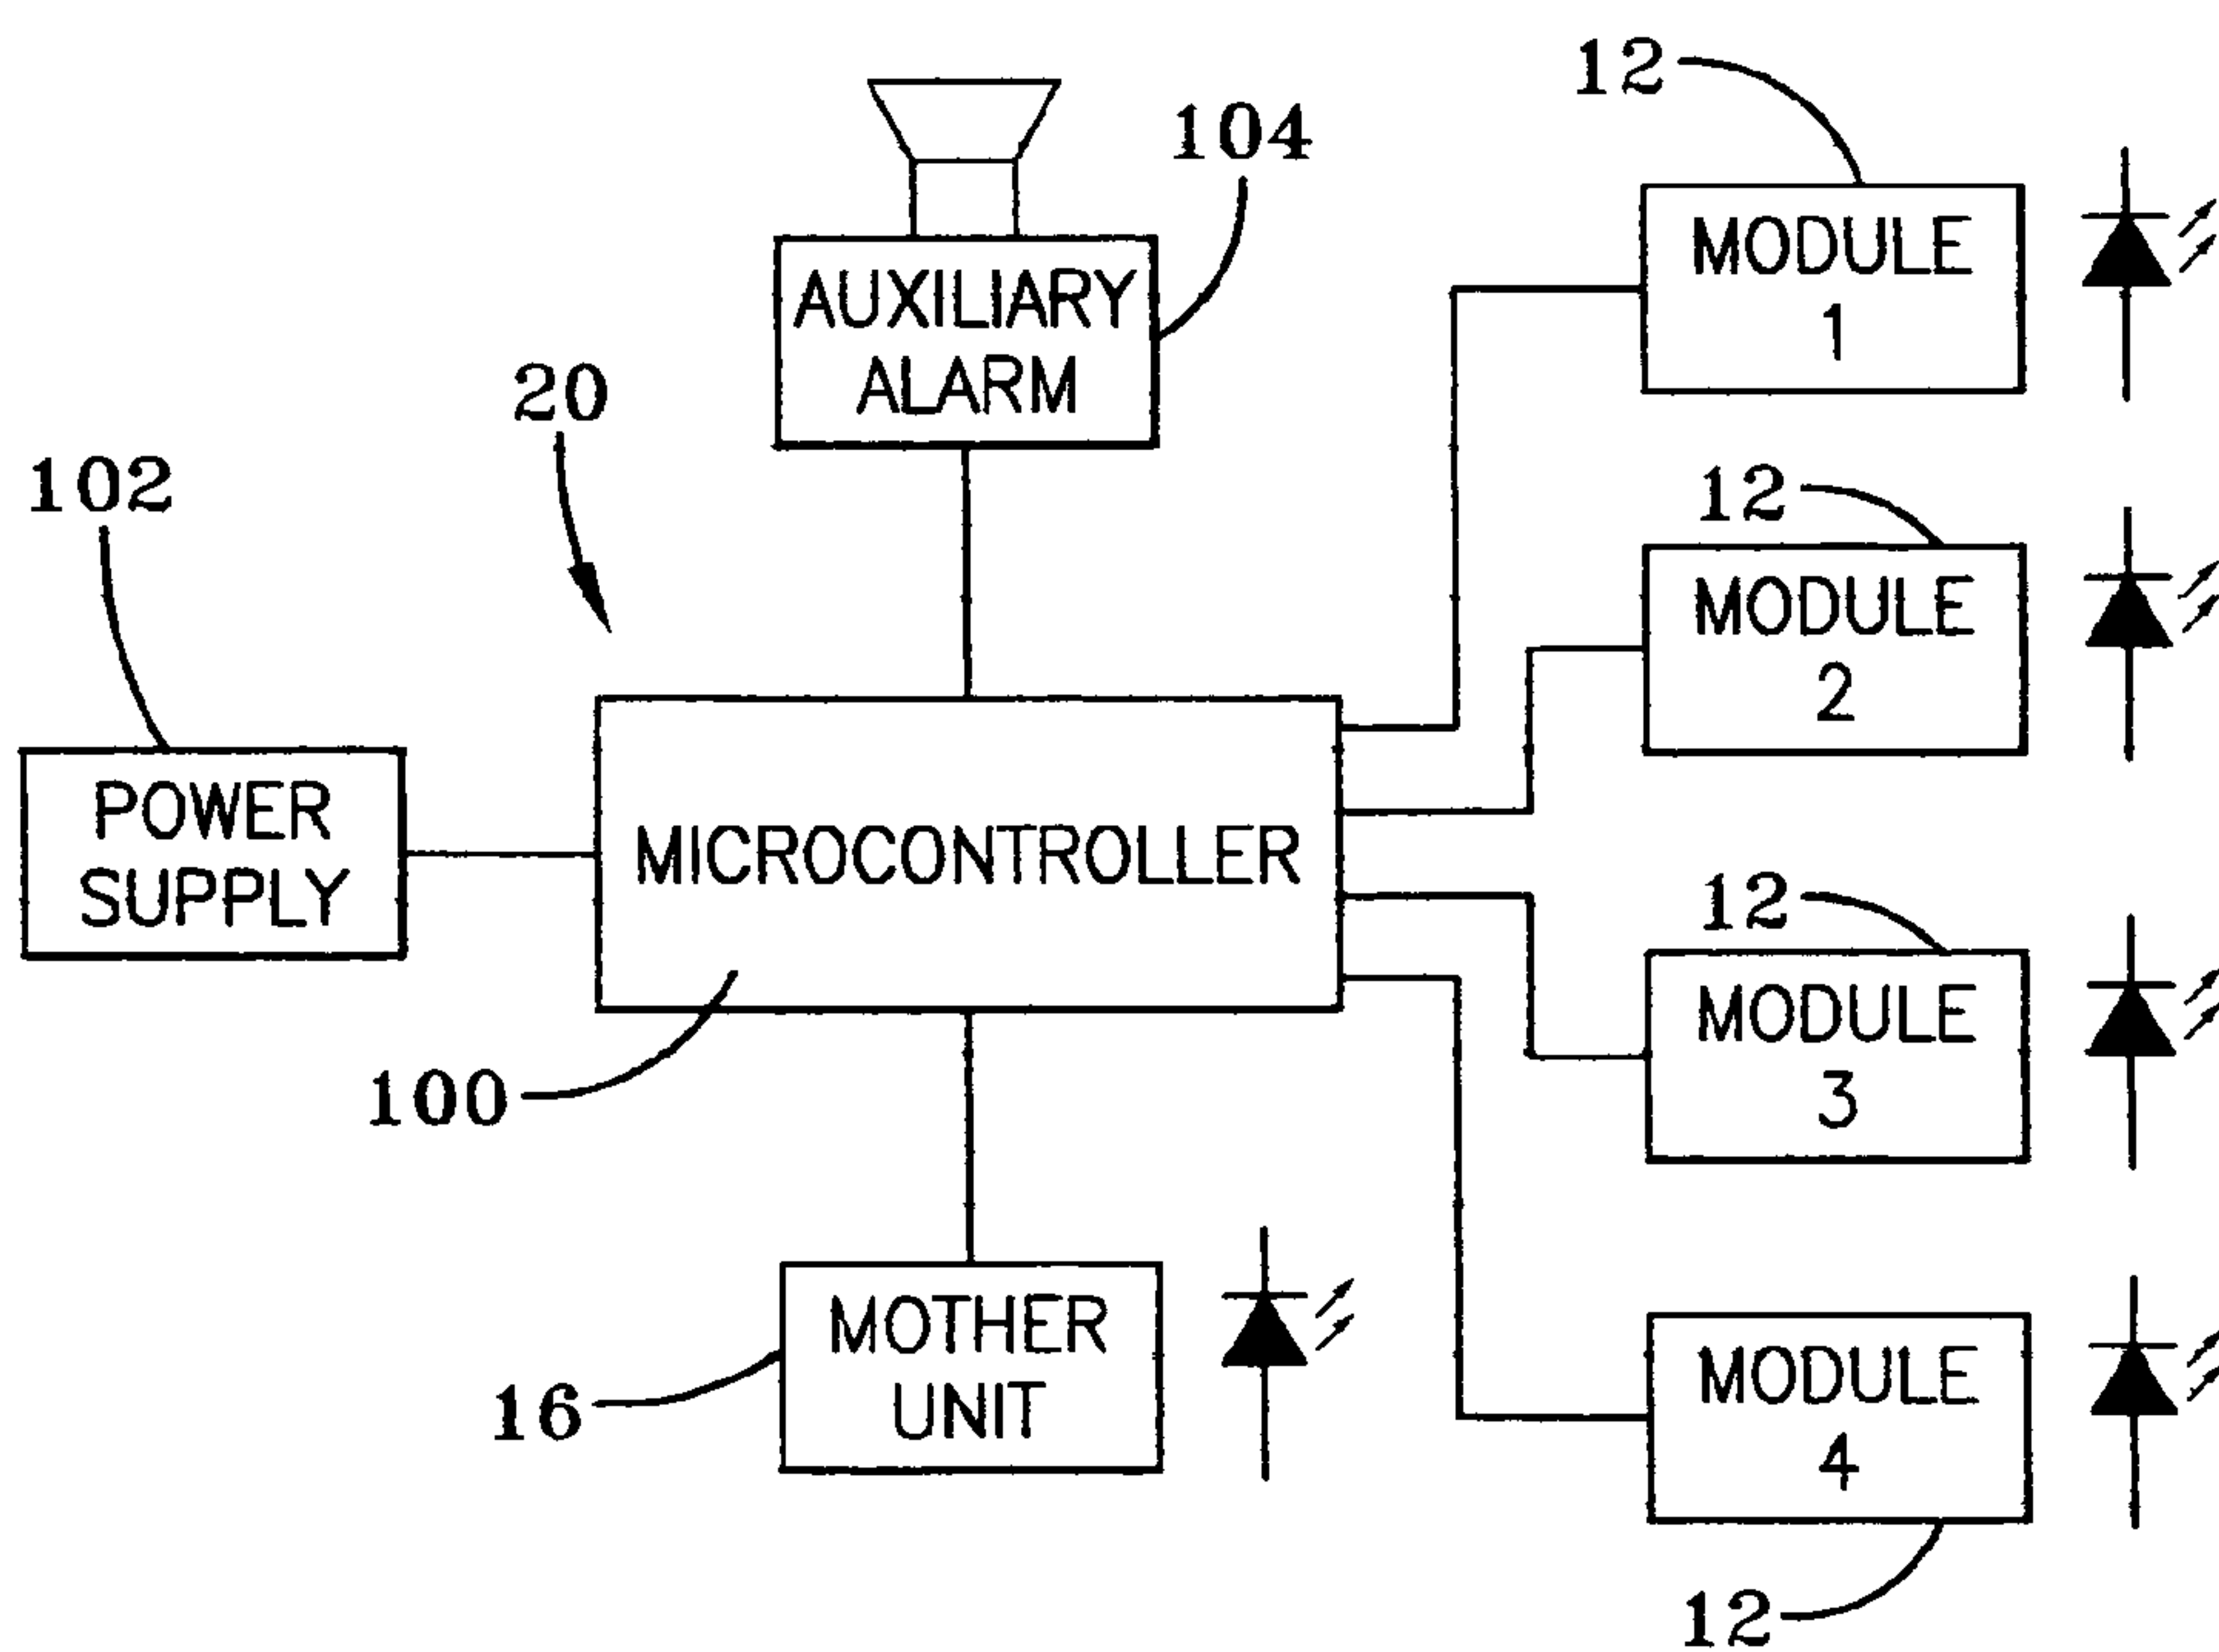 12
104
MODULE
1
AUXILIARY
ALARM
20
102
12
MODULE
2
POWER
SUPPLY
MICROCONTROLLER
12
MODULE
3
100
MOTHER
UNIT
16
MODULE
4
12